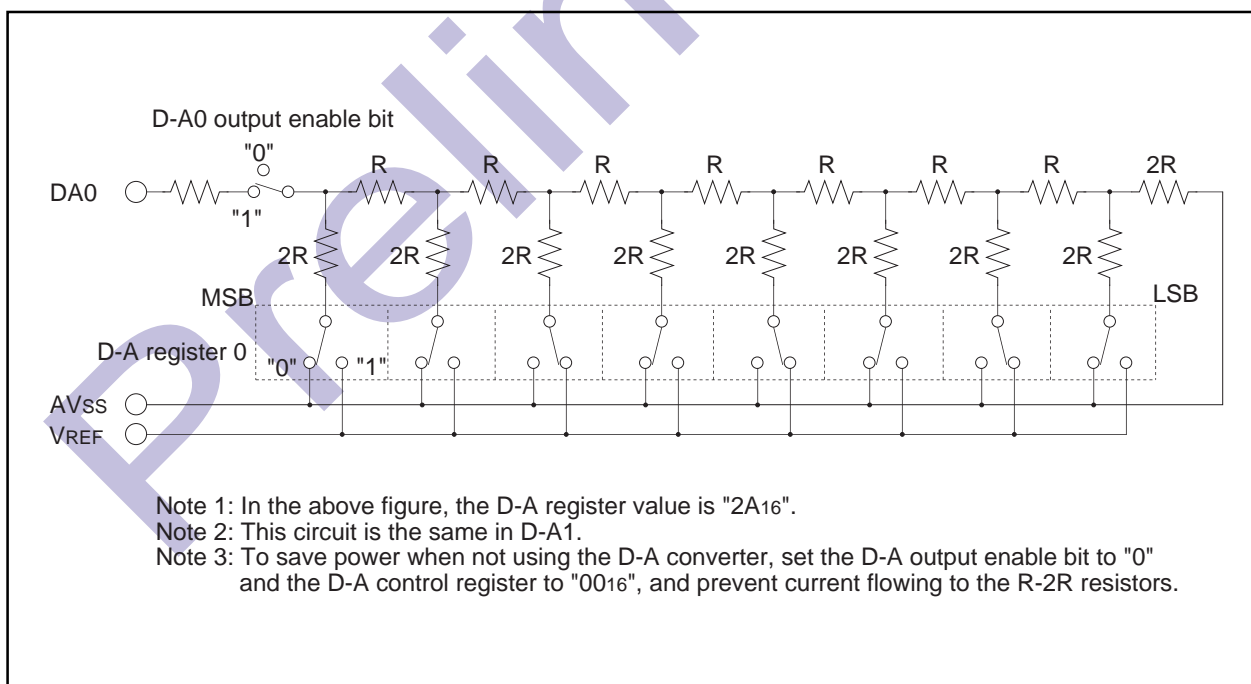 D-A0 output enable bit
"0"
R R R R R R R 2R
DA0
"1"
2R 2R 2R 2R 2R 2R 2R 2R
MSB LSB
D-A register 0 "0" "1"
AVSS
VREF
Note 1: In the above figure, the D-A register value is "2A16".
Note 2: This circuit is the same in D-A1.
Note 3: To save power when not using the D-A converter, set the D-A output enable bit to "0"
and the D-A control register to "0016", and prevent current flowing to the R-2R resistors.
Prelin